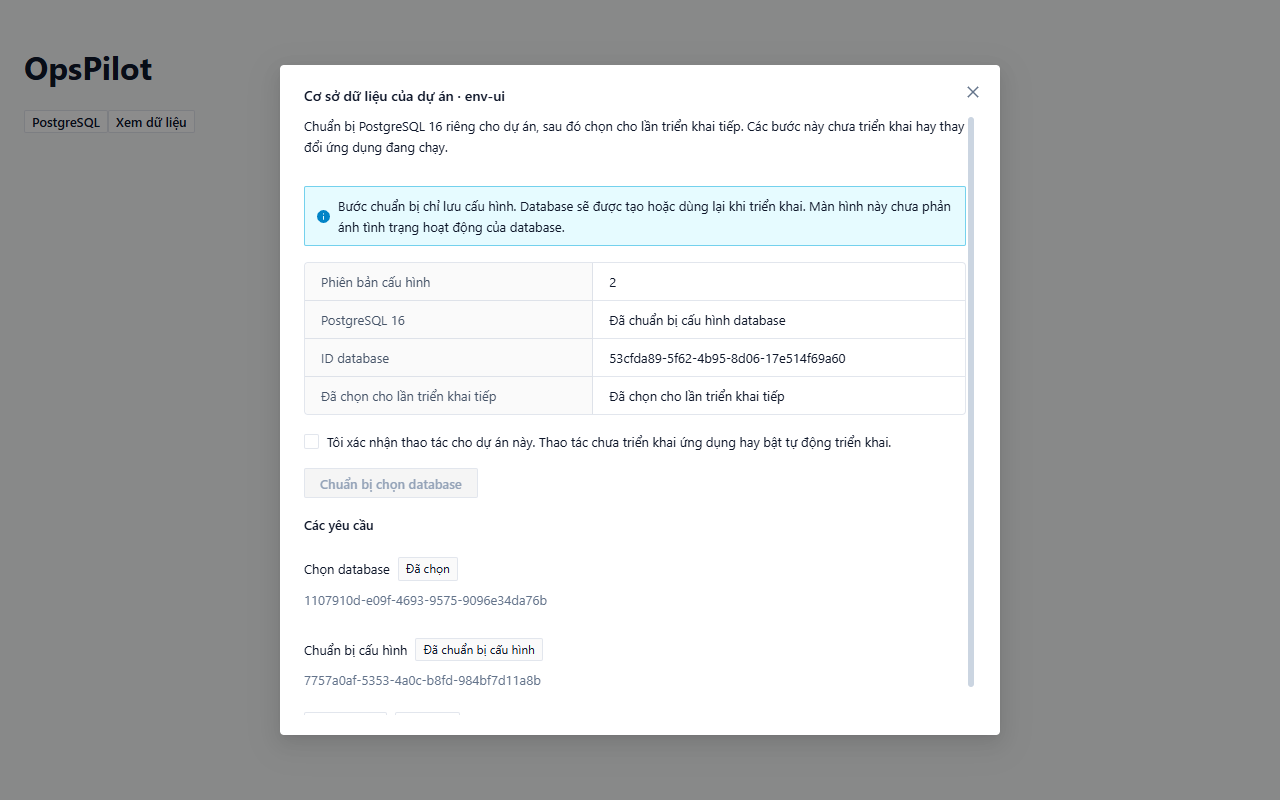 OpsPilot
PostgreSQL
Xem dữ liệu
Cơ sở dữ liệu của dự án · env-ui
Chuẩn bị PostgreSQL 16 riêng cho dự án, sau đó chọn cho lần triển khai tiếp. Các bước này chưa triển khai hay thay
đổi ứng dụng đang chạy.
Bước chuẩn bị chỉ lưu cấu hình. Database sẽ được tạo hoặc dùng lại khi triển khai. Màn hình này chưa phản
ánh tình trạng hoạt động của database.
Phiên bản cấu hình 2
PostgreSQL 16 Đã chuẩn bị cấu hình database
ID database 53cfda89-5f62-4b95-8d06-17e514f69a60
Đã chọn cho lần triển khai tiếp Đã chọn cho lần triển khai tiếp
Tôi xác nhận thao tác cho dự án này. Thao tác chưa triển khai ứng dụng hay bật tự động triển khai.
Chuẩn bị chọn database
Các yêu cầu
Chọn database Đã chọn
1107910d-e09f-4693-9575-9096e34da76b
Chuẩn bị cấu hình Đã chuẩn bị cấu hình
7757a0af-5353-4a0c-b8fd-984bf7d11a8b